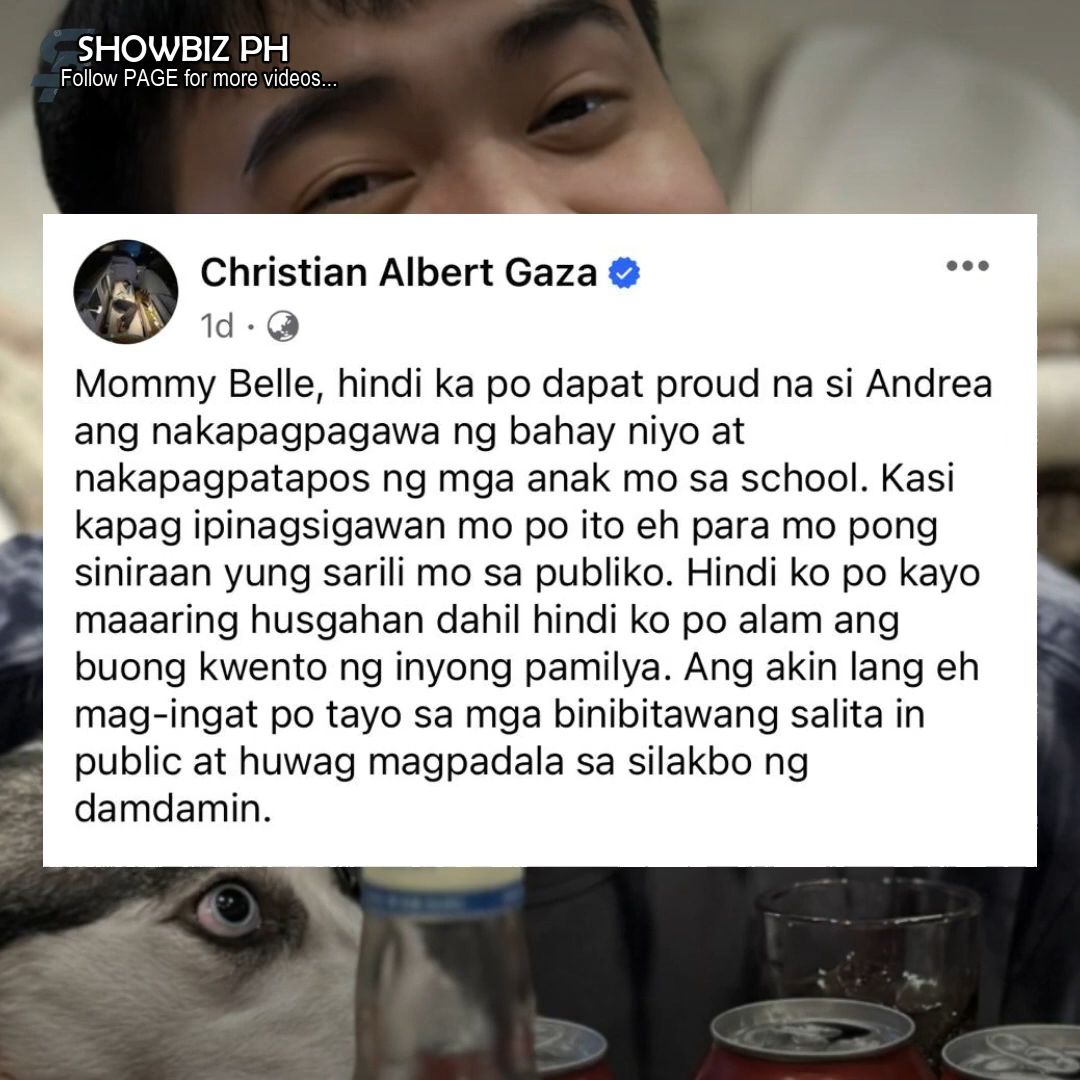 SHOWBIZ PH
Follow PAGE for more videos...
Christian Albert Gaza
1d ·
Mommy Belle, hindi ka po dapat proud na si Andrea
ang nakapagpagawa ng bahay niyo at
nakapagpatapos ng mga anak mo sa school. Kasi
kapag ipinagsigawan mo po ito eh para mo pong
siniraan yung sarili mo sa publiko. Hindi ko po kayo
maaaring husgahan dahil hindi ko po alam ang
buong kwento ng inyong pamilya. Ang akin lang eh
mag-ingat po tayo sa mga binibitawang salita in
public at huwag magpadala sa silakbo ng
damdamin.